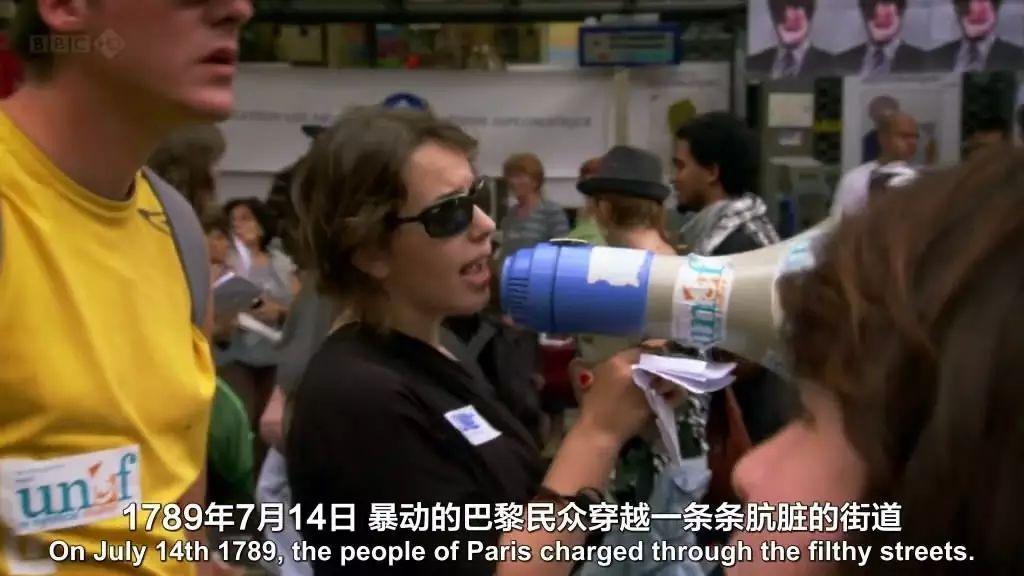 BBC
unef
unef
1789年7月14日 暴动的巴黎民众穿越一条条肮脏的街道
On July 14th 1789, the people of Paris charged through the filthy streets.